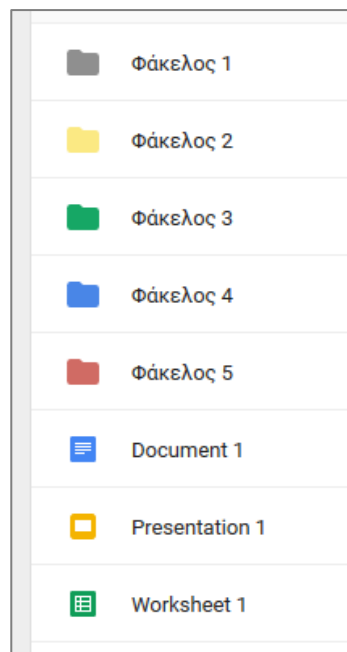 Φάκελος 1
Φάκελος 2
Φάκελος 3
Φάκελος 4
Φάκελος 5
Document 1
Presentation 1
Worksheet 1